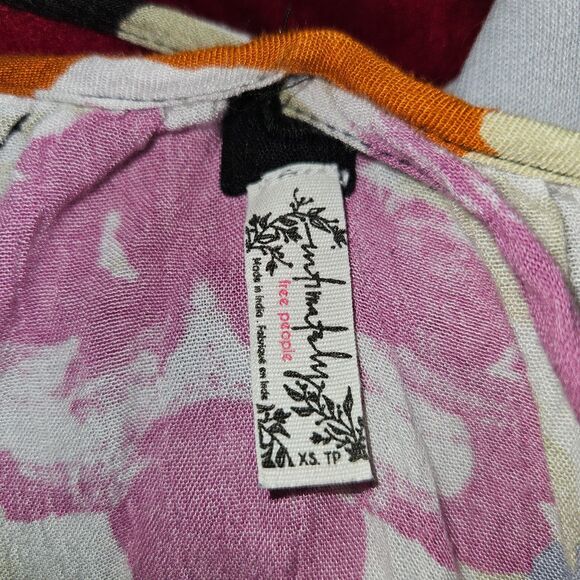 intimately
free people
Made in India . Fabriqué en Inde
XS. TP